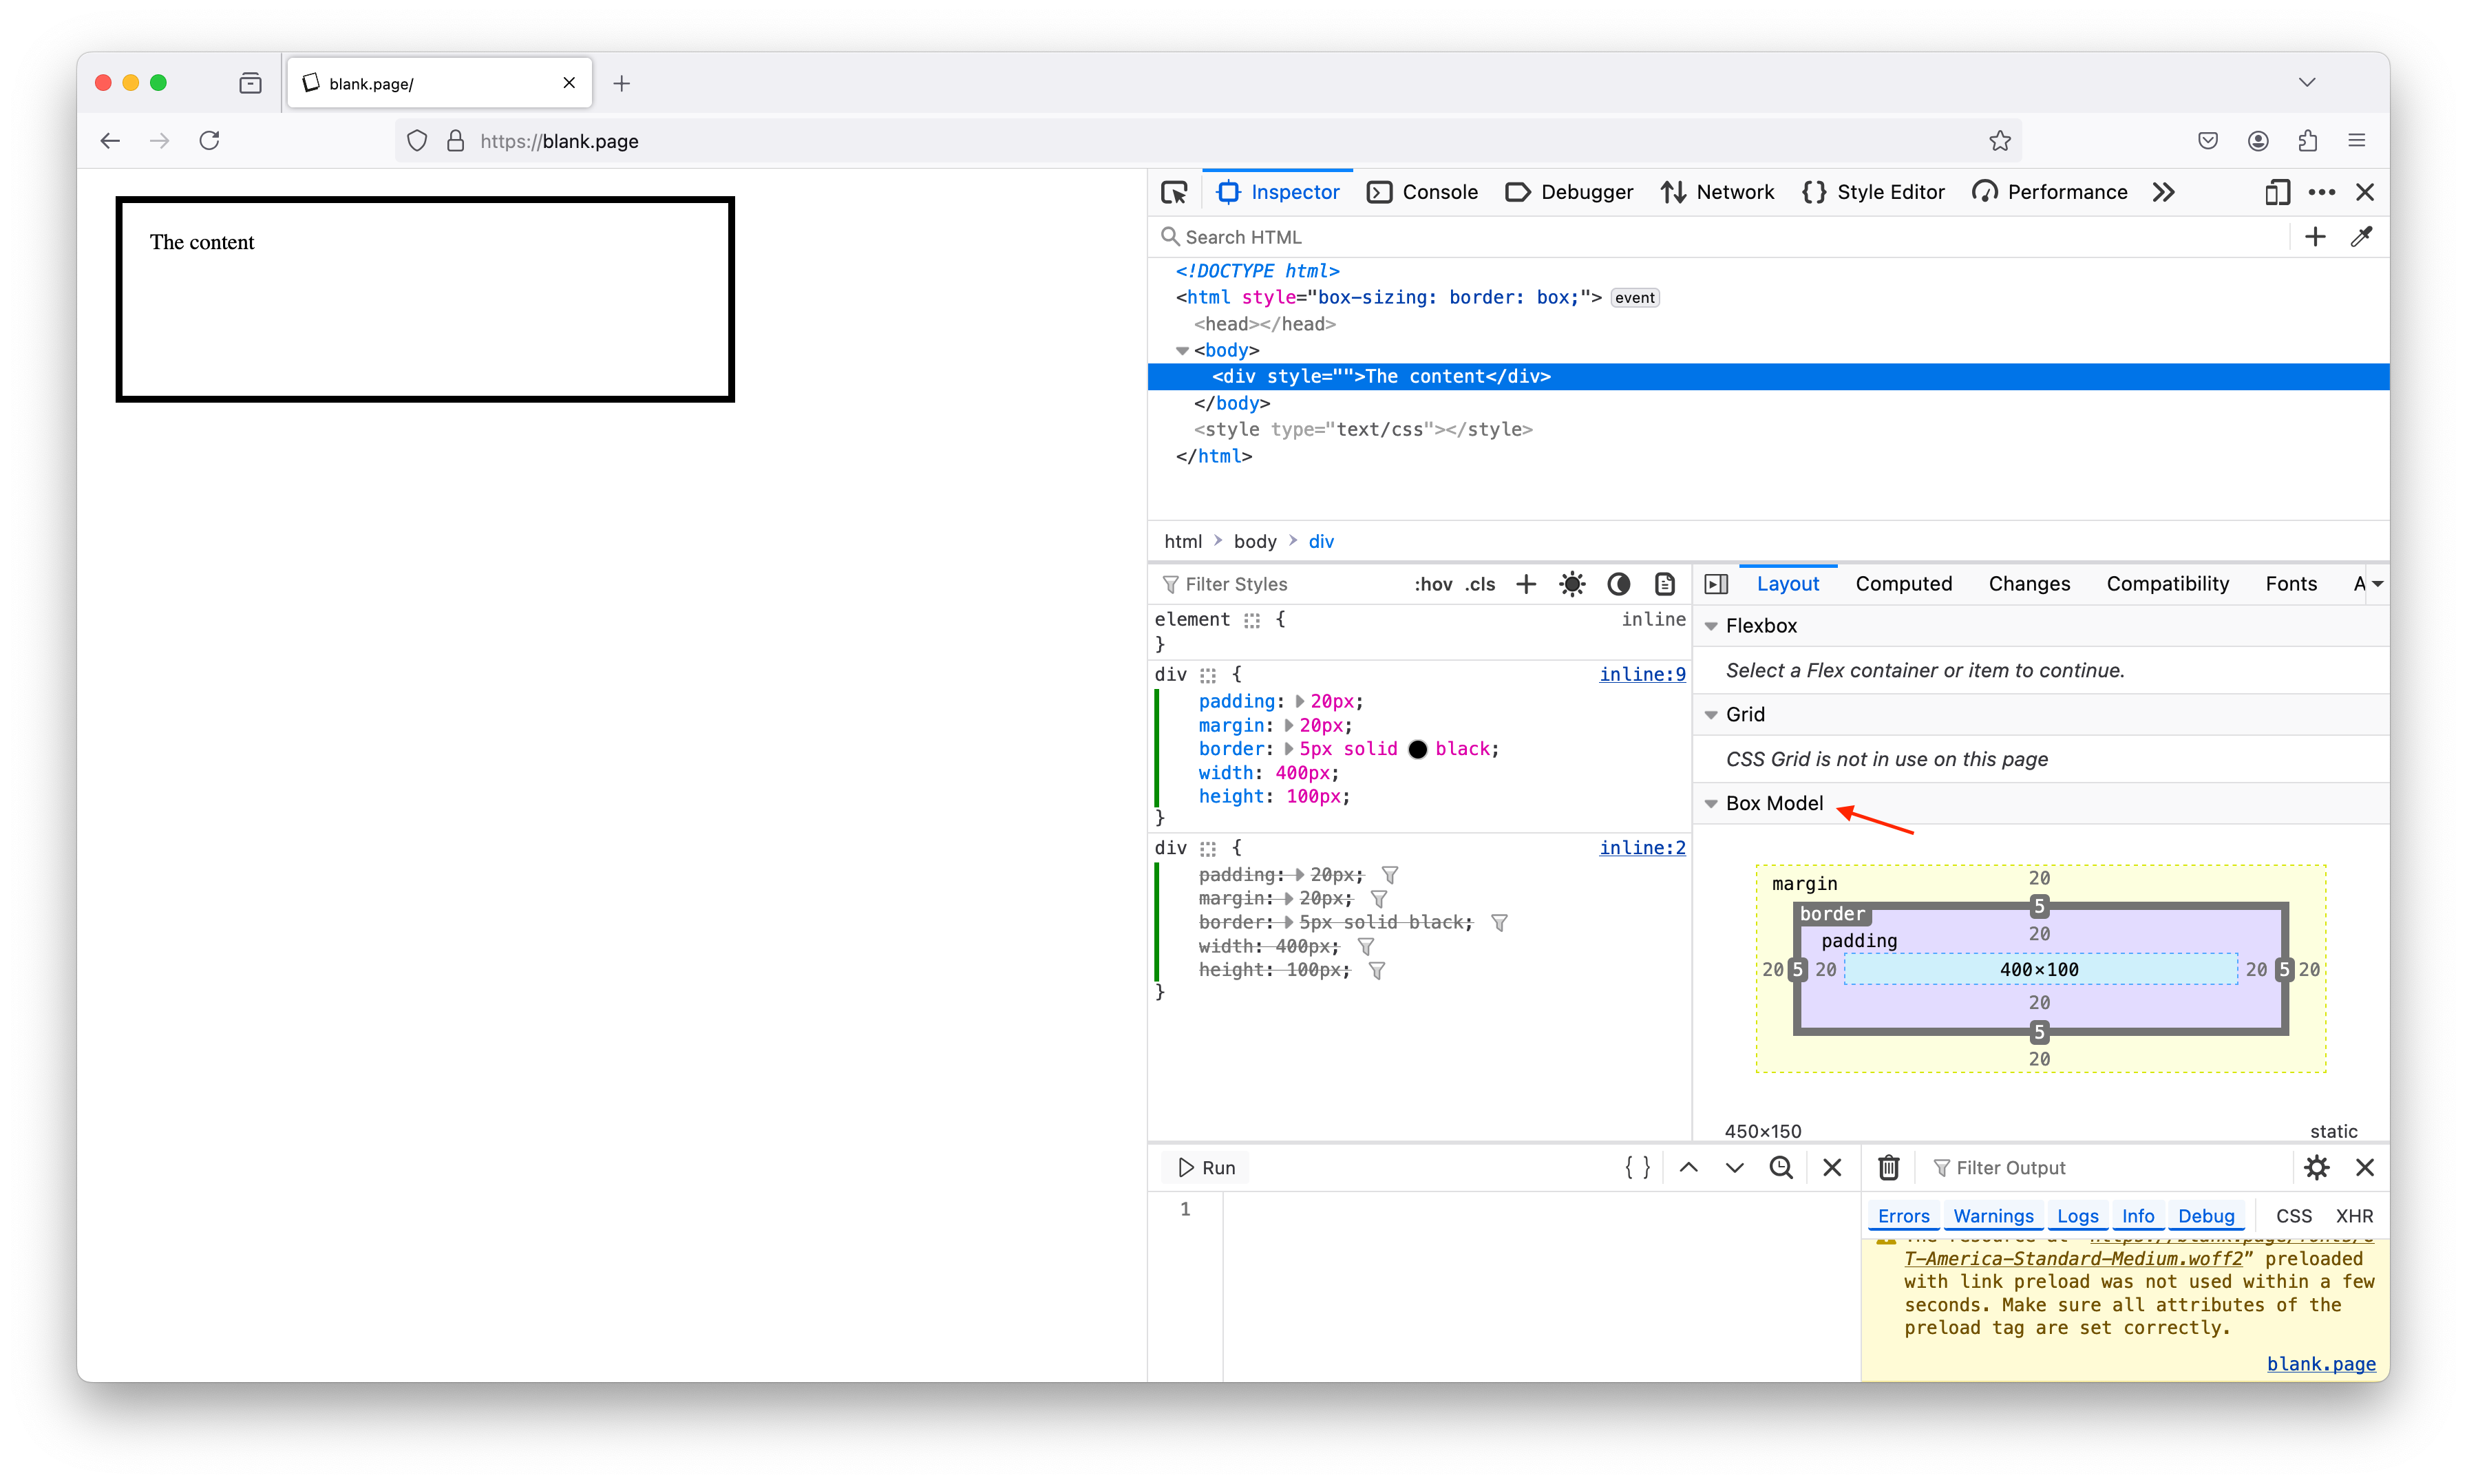 blank.page/
https://blank.page
The content
Inspector Console Debugger Network Style Editor Performance
Search HTML
<!DOCTYPE html>
<html style="box-sizing: border: box;"> event
<head></head>
<body>
<div style="">The content</div>
</body>
<style type="text/css"></style>
</html>
html body div
Filter Styles :hov .cls
element { inline
}
div { inline:9
padding: 20px;
margin: 20px;
border: 5px solid black;
width: 400px;
height: 100px;
}
div { inline:2
padding: 20px;
margin: 20px;
border: 5px solid black;
width: 400px;
height: 100px;
}
Layout Computed Changes Compatibility Fonts A
Flexbox
Select a Flex container or item to continue.
Grid
CSS Grid is not in use on this page
Box Model
margin 20
border 5
padding 20
20 5 20 400×100 20 5 20
20
5
20
450×150 static
Run { }
1
Filter Output
Errors Warnings Logs Info Debug CSS XHR
T-America-Standard-Medium.woff2” preloaded
with link preload was not used within a few
seconds. Make sure all attributes of the
preload tag are set correctly.
blank.page